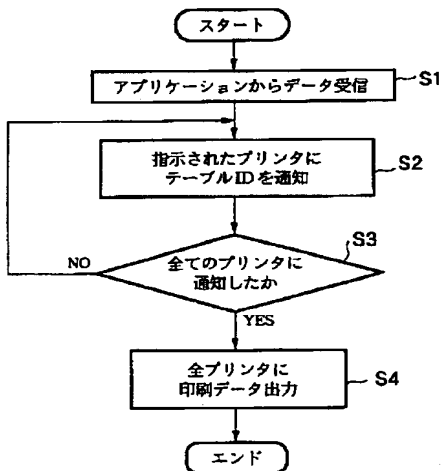 スタート
アプリケーションからデータ受信
S1
指示されたプリンタに
テーブルIDを通知
S2
全てのプリンタに
通知したか
S3
NO
YES
全プリンタに
印刷データ出力
S4
エンド